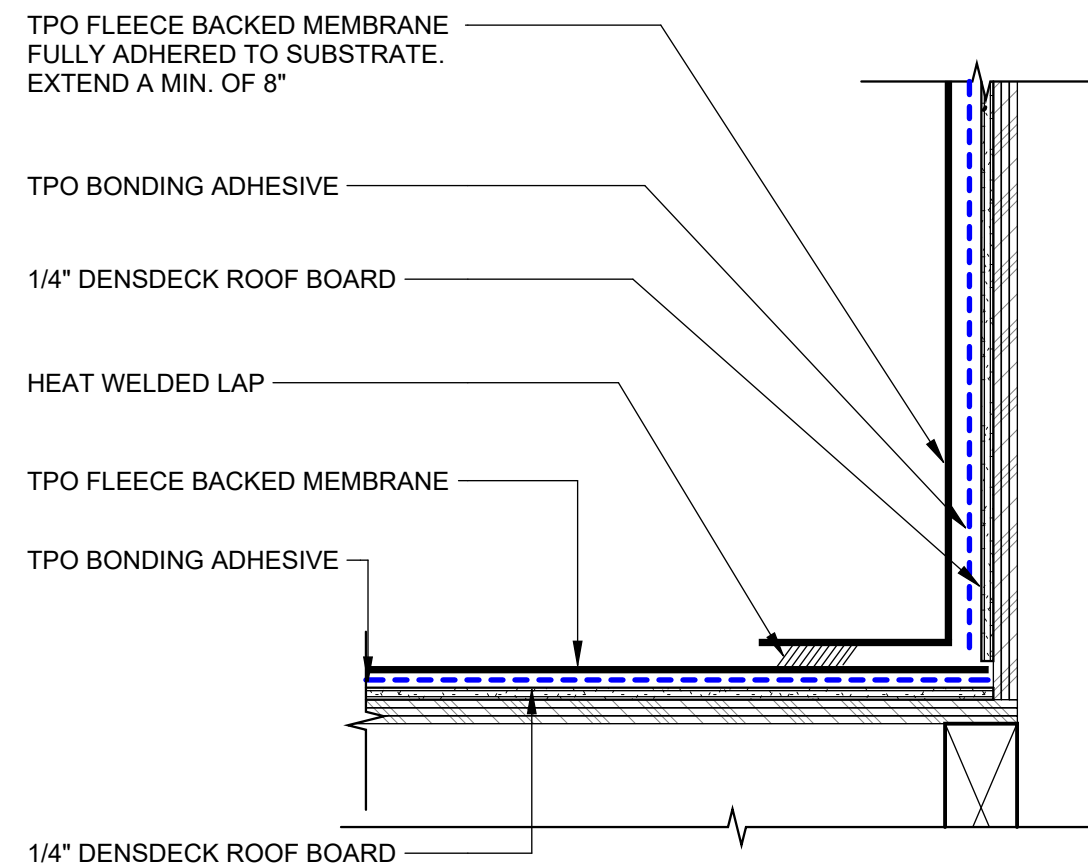 TPO FLEECE BACKED MEMBRANE
FULLY ADHERED TO SUBSTRATE.
EXTEND A MIN. OF 8"
TPO BONDING ADHESIVE
1/4" DENSDECK ROOF BOARD
HEAT WELDED LAP
TPO FLEECE BACKED MEMBRANE
TPO BONDING ADHESIVE
1/4" DENSDECK ROOF BOARD